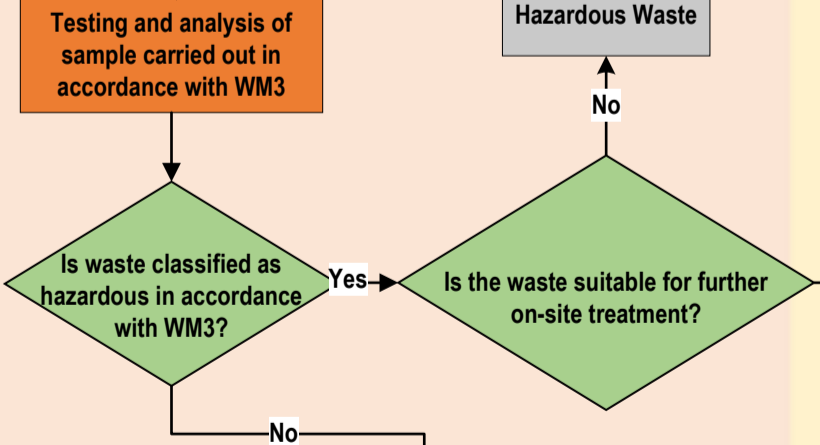 Testing and analysis of
sample carried out in
accordance with WM3
Hazardous Waste
No
Is waste classified as
hazardous in accordance
with WM3?
Yes
Is the waste suitable for further
on-site treatment?
No